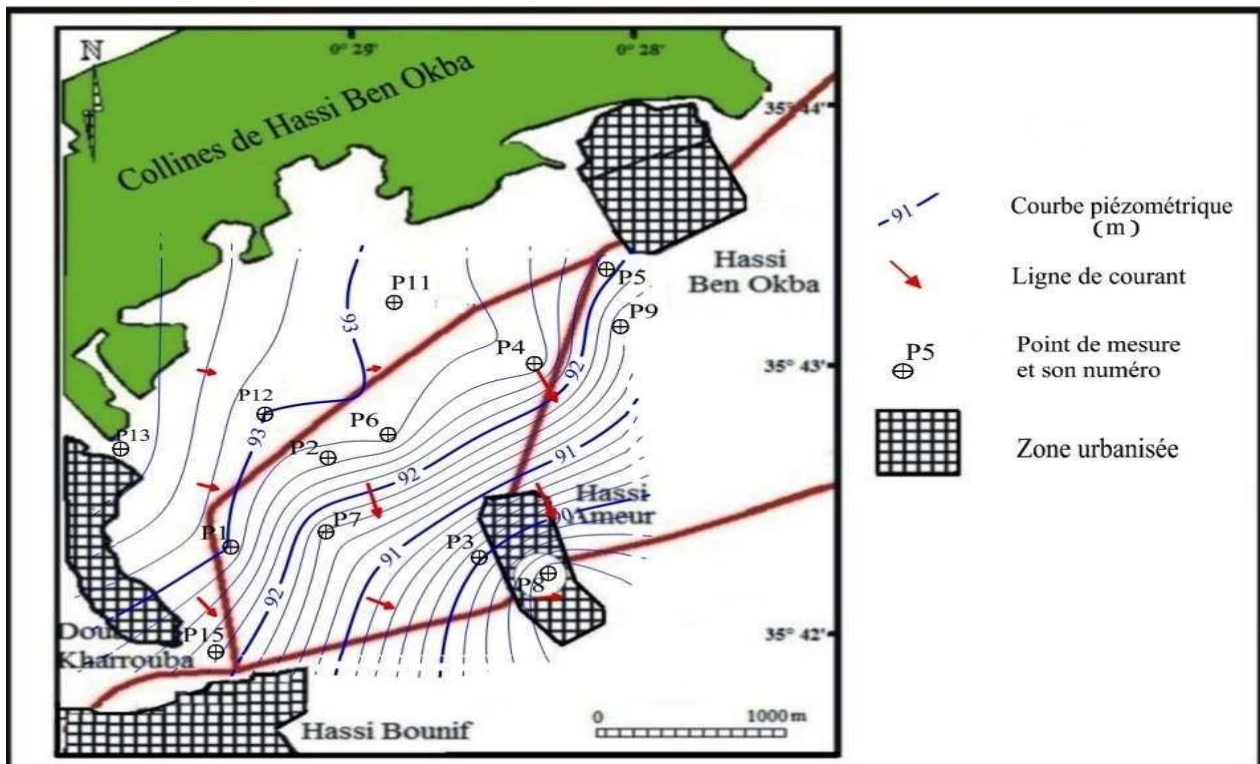 N
0° 29'
0° 28'
35° 44'
Collines de Hassi Ben Okba
Hassi
Ben Okba
P5
P11
P9
93
P4
92
35° 43'
P12
93
P6
P13
P2
92
91
Hassi
Ameur
90
P7
P1
P3
91
P8
92
35° 42'
P15
Kharrouba
Hassi Bounif
0
1000 m
91
Courbe piézométrique
(m)
Ligne de courant
P5
Point de mesure
et son numéro
Zone urbanisée